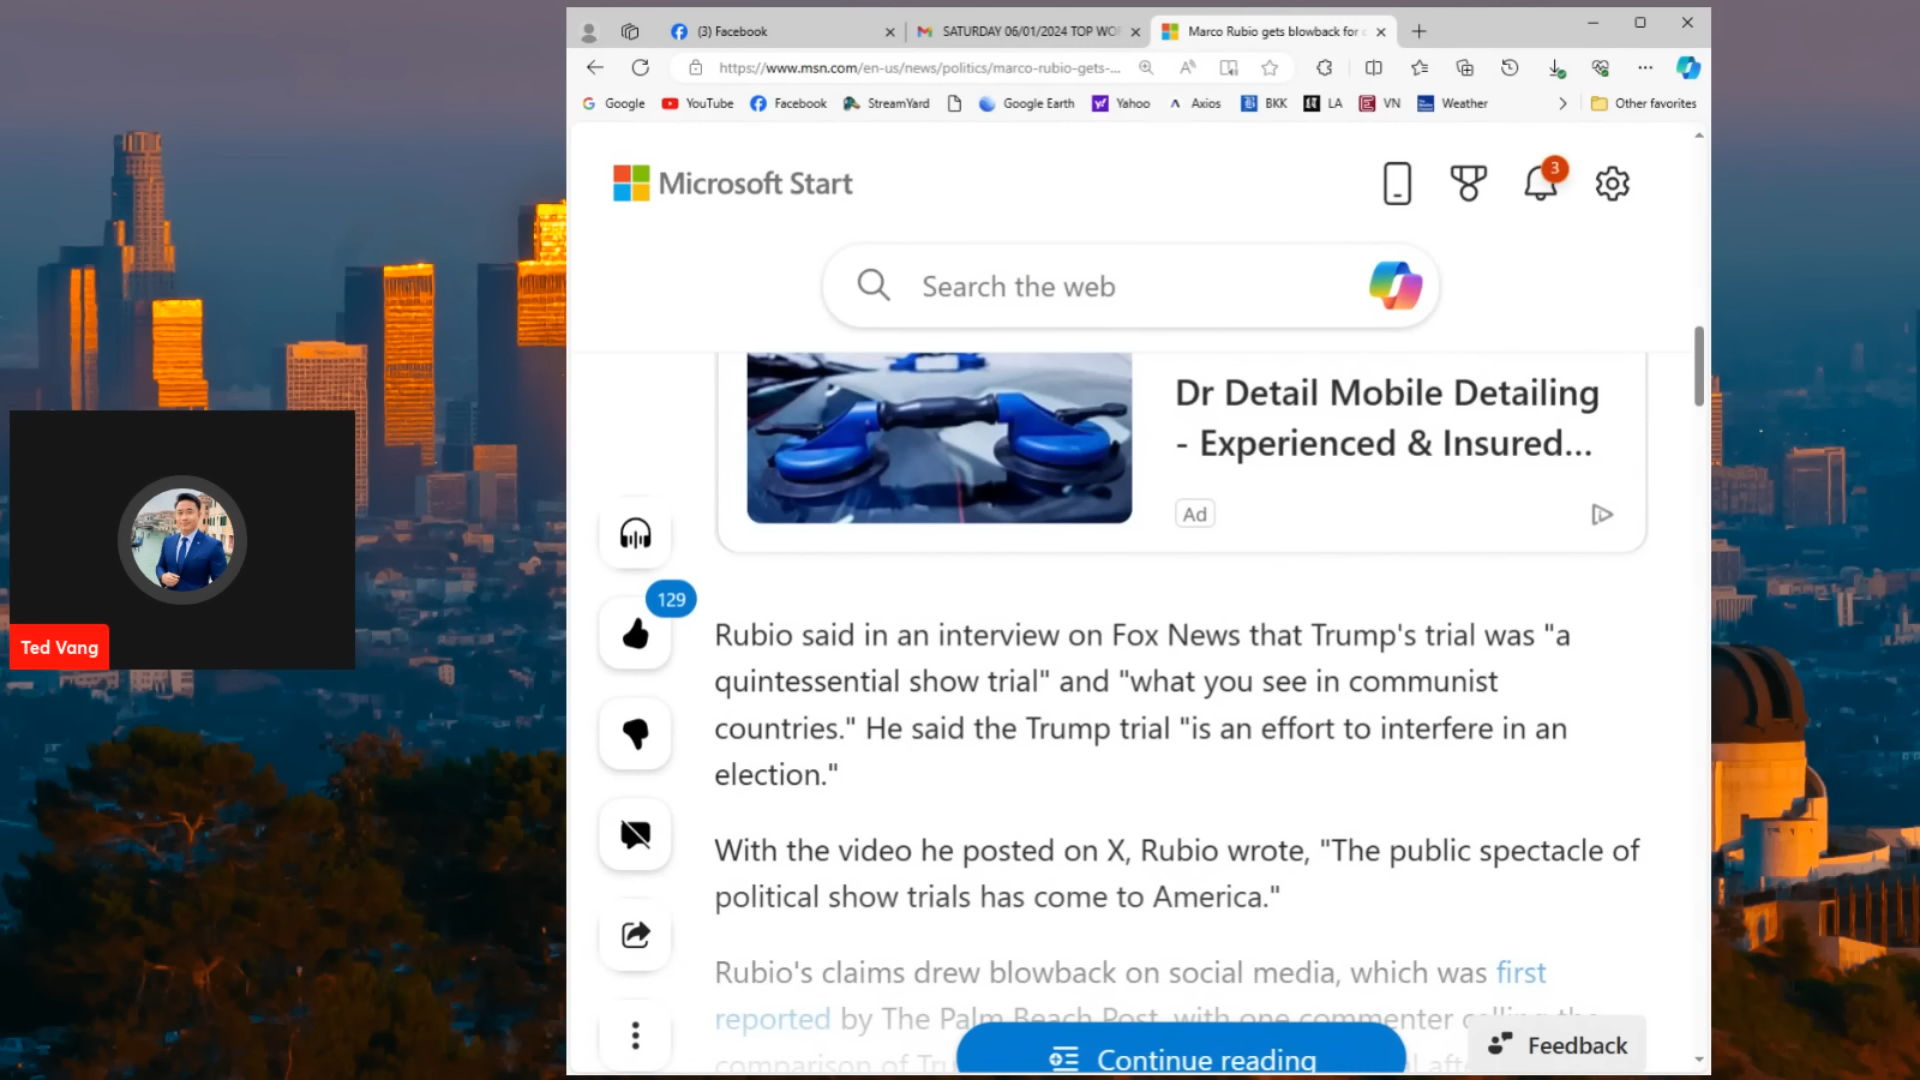 (3) Facebook
SATURDAY 06/01/2024 TOP WO
Marco Rubio gets blowback for c
https://www.msn.com/en-us/news/politics/marco-rubio-gets-...
Google YouTube Facebook StreamYard Google Earth Yahoo Axios BKK LA VN Weather Other favorites
Microsoft Start
3
Search the web
Dr Detail Mobile Detailing
- Experienced & Insured...
Ad
129
Ted Vang
Rubio said in an interview on Fox News that Trump's trial was "a
quintessential show trial" and "what you see in communist
countries." He said the Trump trial "is an effort to interfere in an
election."
With the video he posted on X, Rubio wrote, "The public spectacle of
political show trials has come to America."
Rubio's claims drew blowback on social media, which was first
reported by The Palm Beach Post, with one commenter calling the
comparison of
Continue reading
Feedback